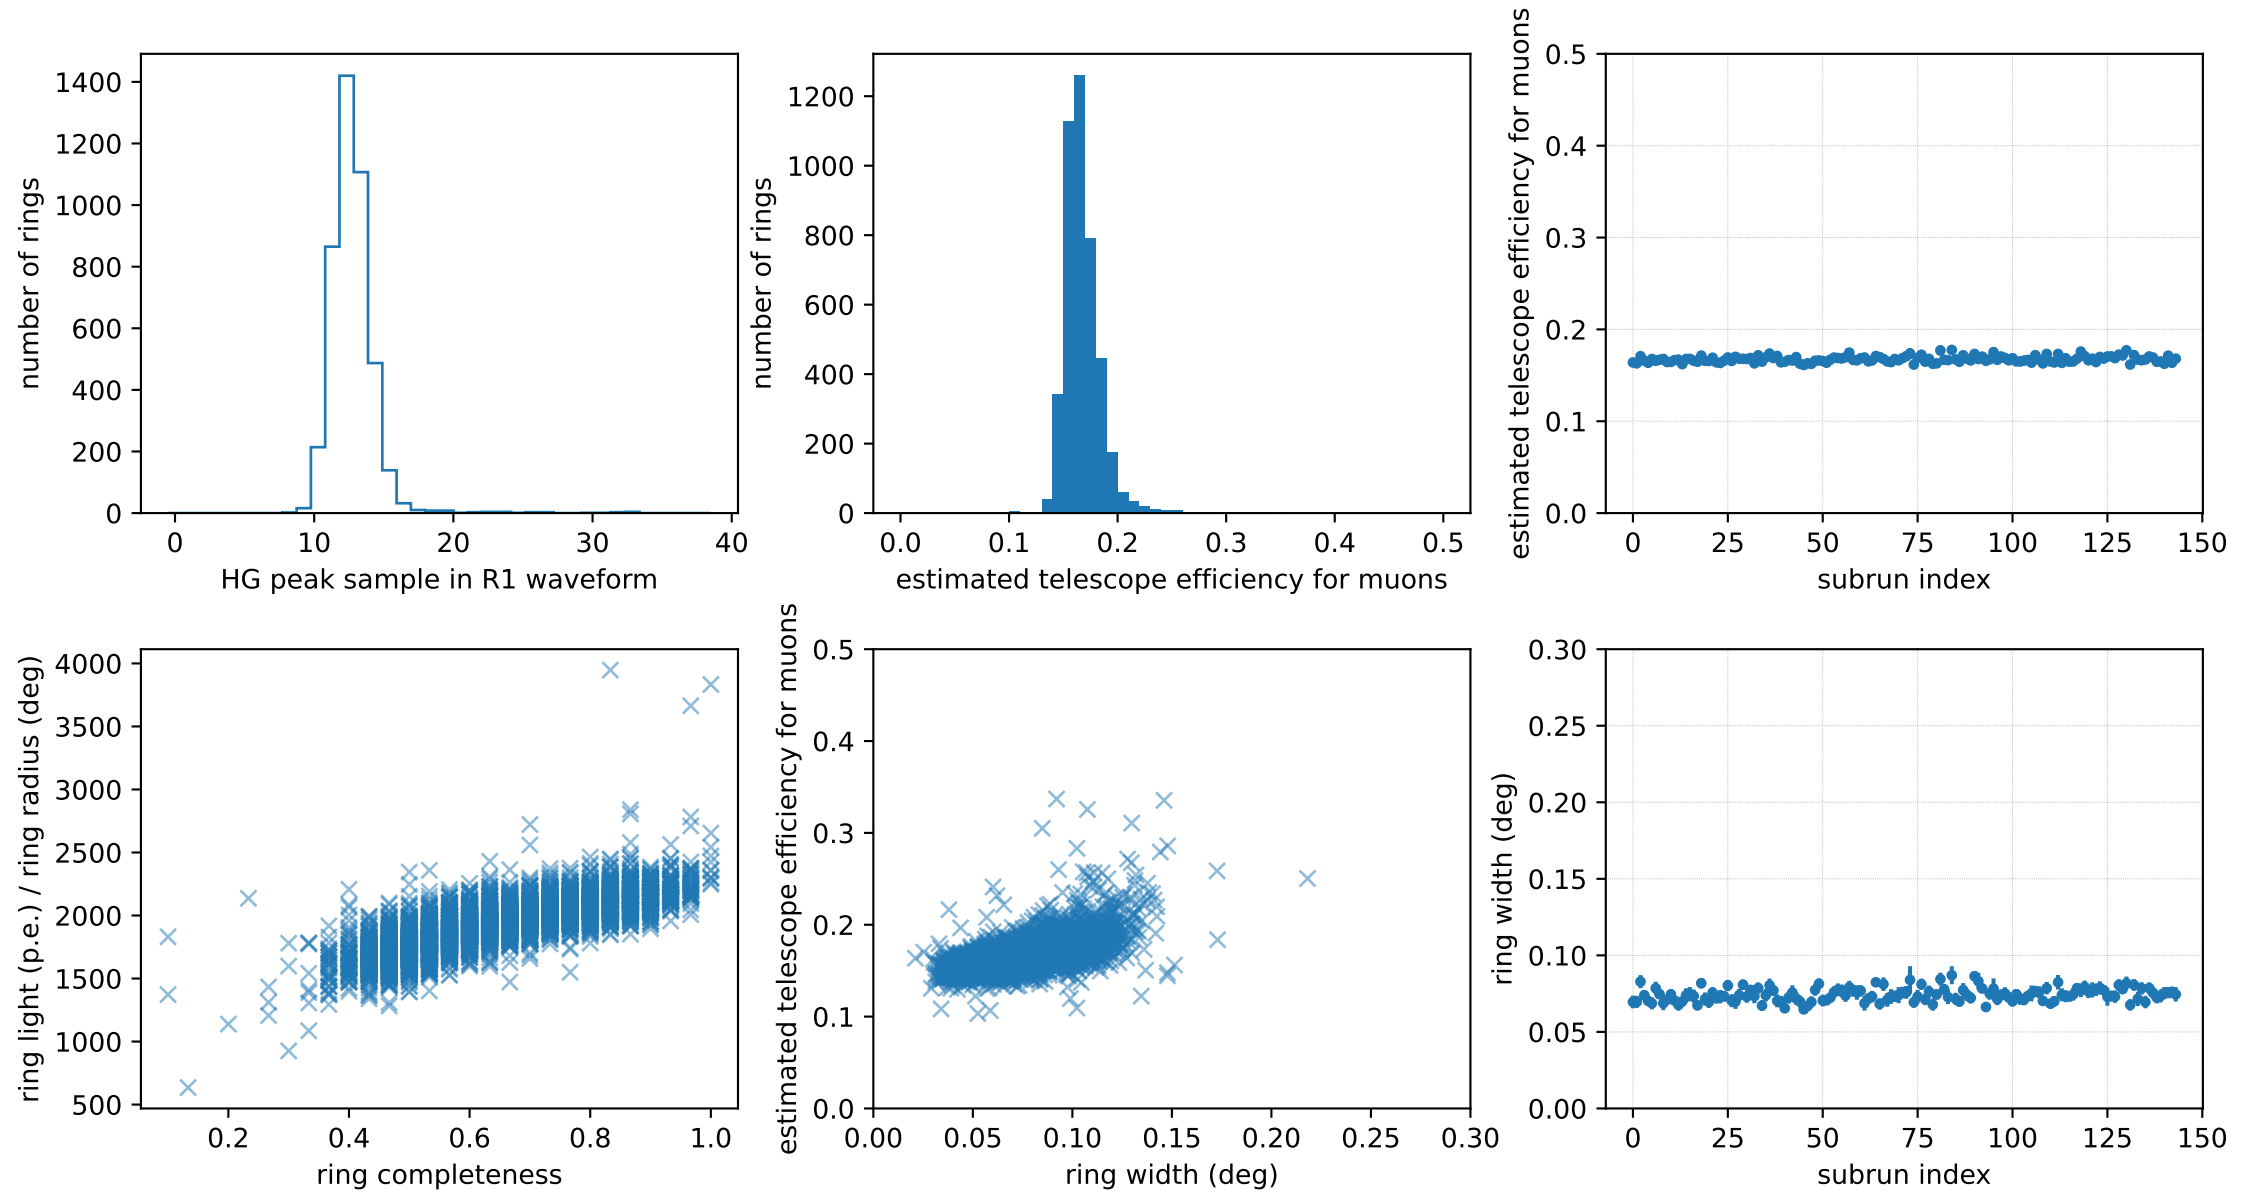 number of rings
1400
1200
1000
800
600
400
200
0
0 10 20 30 40
HG peak sample in R1 waveform
number of rings
1200
1000
800
600
400
200
0
0.0 0.1 0.2 0.3 0.4 0.5
estimated telescope efficiency for muons
estimated telescope efficiency for muons
0.5
0.4
0.3
0.2
0.1
0.0
0 25 50 75 100 125 150
subrun index
ring light (p.e.) / ring radius (deg)
4000
3500
3000
2500
2000
1500
1000
500
0.2 0.4 0.6 0.8 1.0
ring completeness
estimated telescope efficiency for muons
0.5
0.4
0.3
0.2
0.1
0.0
0.00 0.05 0.10 0.15 0.20 0.25 0.30
ring width (deg)
ring width (deg)
0.30
0.25
0.20
0.15
0.10
0.05
0.00
0 25 50 75 100 125 150
subrun index